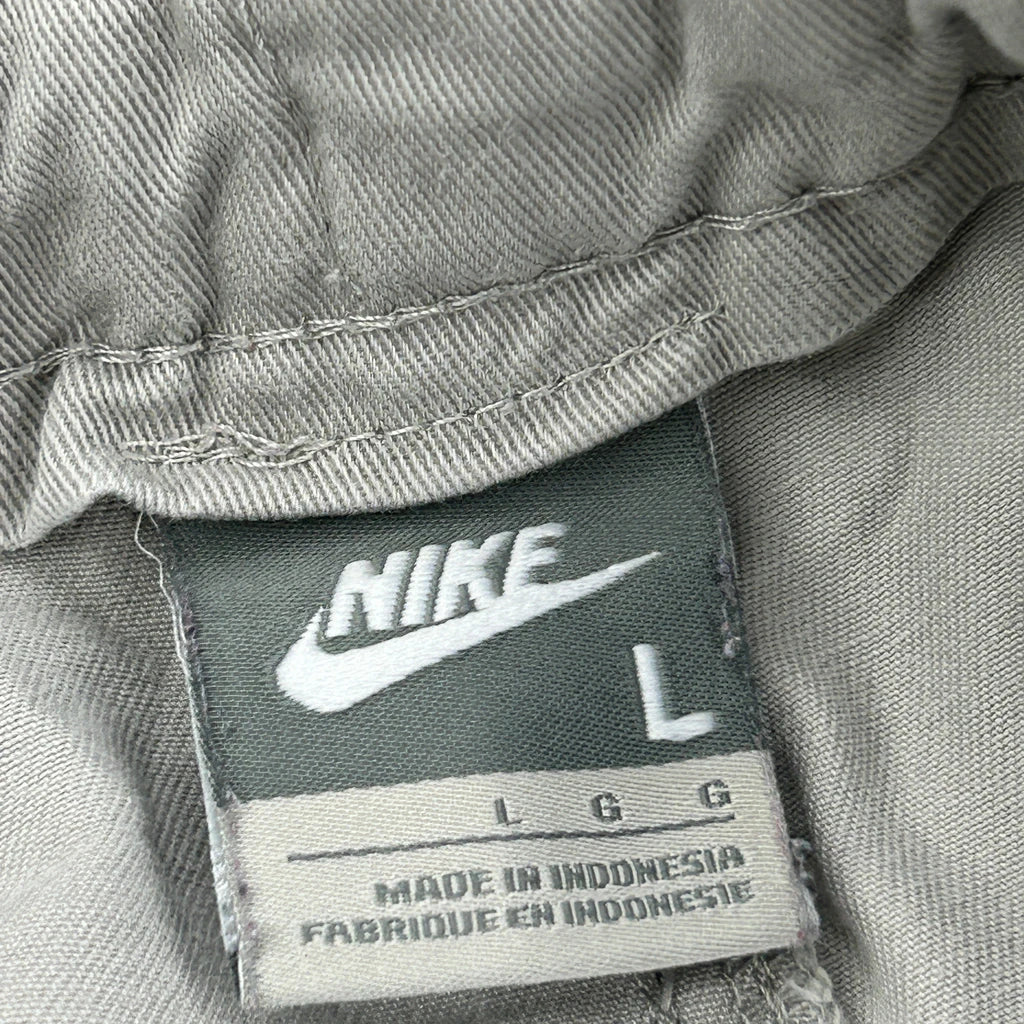 NIKE
L
L G G
MADE IN INDONESIA
FABRIQUE EN INDONESIE